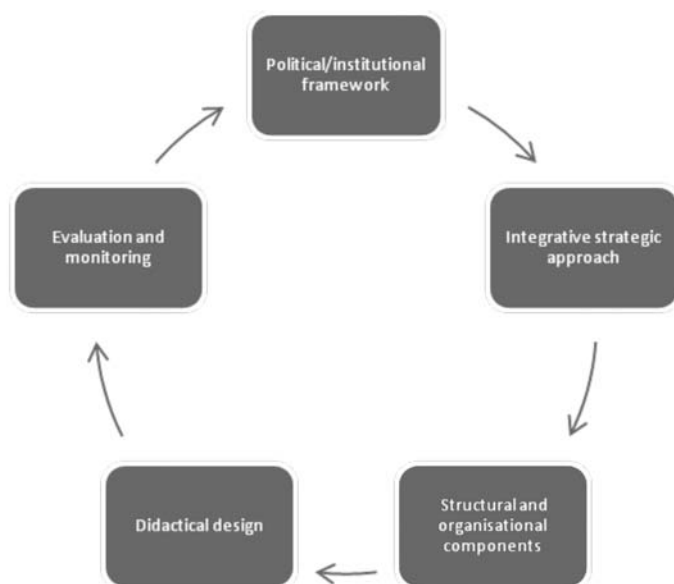 Political/institutional
framework
Integrative strategic
approach
Structural and
organisational
components
Didactical design
Evaluation and
monitoring